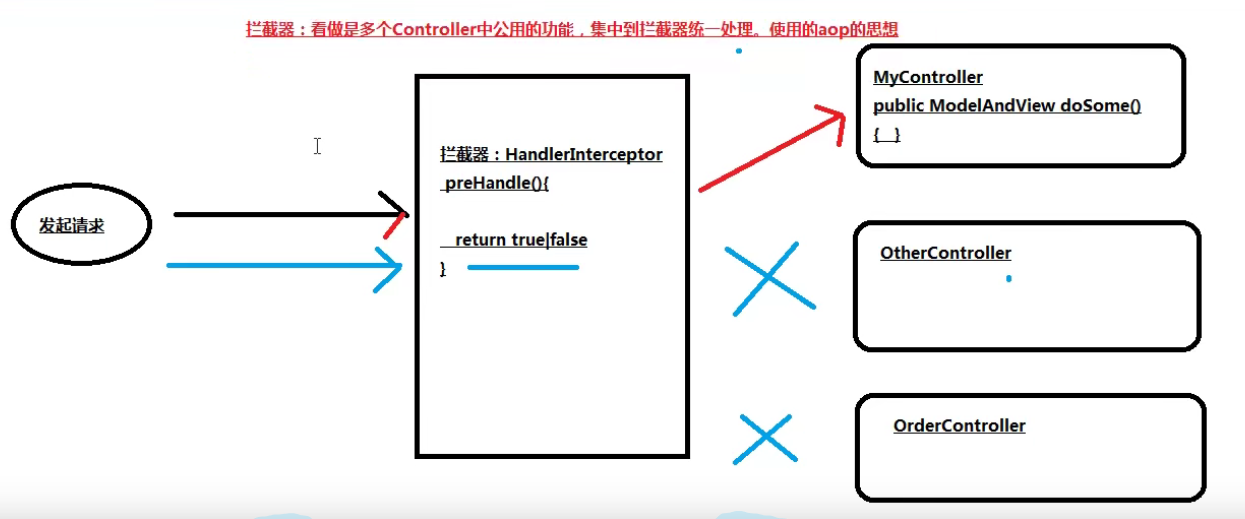 拦截器：看做是多个Controller中公用的功能，集中到拦截器统一处理。使用的aop的思想
发起请求
拦截器：HandlerInterceptor
preHandle(){
return true|false
}
MyController
public ModelAndView doSome()
{ }
OtherController
OrderController